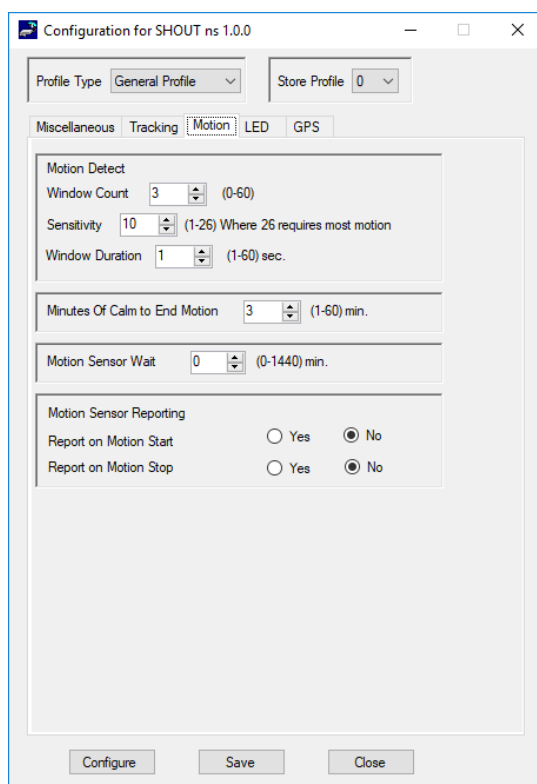 Configuration for SHOUT ns 1.0.0
Profile Type General Profile Store Profile 0
Miscellaneous Tracking Motion LED GPS
Motion Detect
Window Count 3 (0-60)
Sensitivity 10 (1-26) Where 26 requires most motion
Window Duration 1 (1-60) sec.
Minutes Of Calm to End Motion 3 (1-60) min.
Motion Sensor Wait 0 (0-1440) min.
Motion Sensor Reporting
Report on Motion Start Yes No
Report on Motion Stop Yes No
Configure Save Close